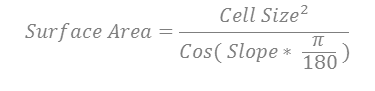 Surface Area = Cell Size² / Cos( Slope * π / 180 )